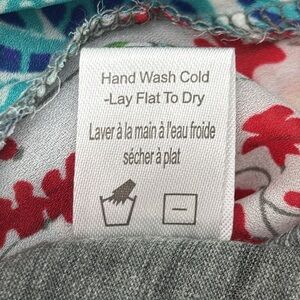 Hand Wash Cold
-Lay Flat To Dry
Laver à la main à l'eau froide
sécher à plat